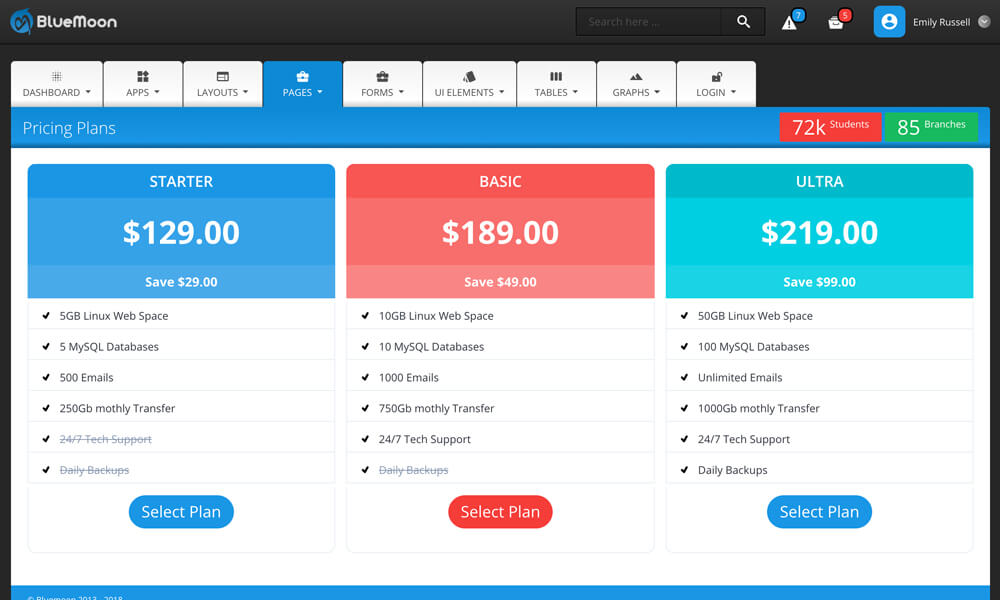 BlueMoon
Search here ...
7
5
Emily Russell
DASHBOARD
APPS
LAYOUTS
PAGES
FORMS
UI ELEMENTS
TABLES
GRAPHS
LOGIN
Pricing Plans
72k Students
85 Branches
STARTER
$129.00
Save $29.00
5GB Linux Web Space
5 MySQL Databases
500 Emails
250Gb mothly Transfer
24/7 Tech Support
Daily Backups
Select Plan
BASIC
$189.00
Save $49.00
10GB Linux Web Space
10 MySQL Databases
1000 Emails
750Gb mothly Transfer
24/7 Tech Support
Daily Backups
Select Plan
ULTRA
$219.00
Save $99.00
50GB Linux Web Space
100 MySQL Databases
Unlimited Emails
1000Gb mothly Transfer
24/7 Tech Support
Daily Backups
Select Plan
© Bluemoon 2013 - 2018